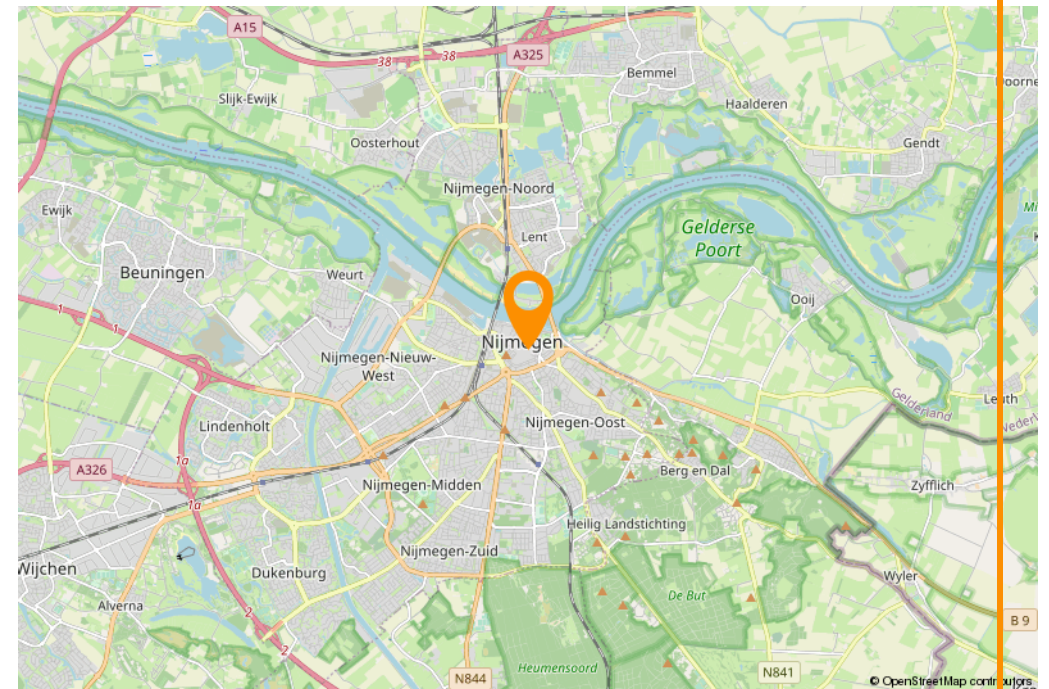 A15
38
38
A325
Bemmel
Slijk-Ewijk
Haalderen
Oosterhout
Gendt
Nijmegen-Noord
Ewijk
Lent
Gelderse
Poort
Beuningen
Weurt
Ooij
1
1
Nijmegen
Nijmegen-Nieuw-
West
Gelderland
Leuth
Lindenholt
Nijmegen-Oost
1a
A326
Berg en Dal
Nijmegen-Midden
Zyfflich
1a
Heilig Landstichting
Nijmegen-Zuid
Wijchen
Dukenburg
Wyler
Alverna
De But
2
B 9
2
Heumensoord
N844
N841
© OpenStreetMap contributors